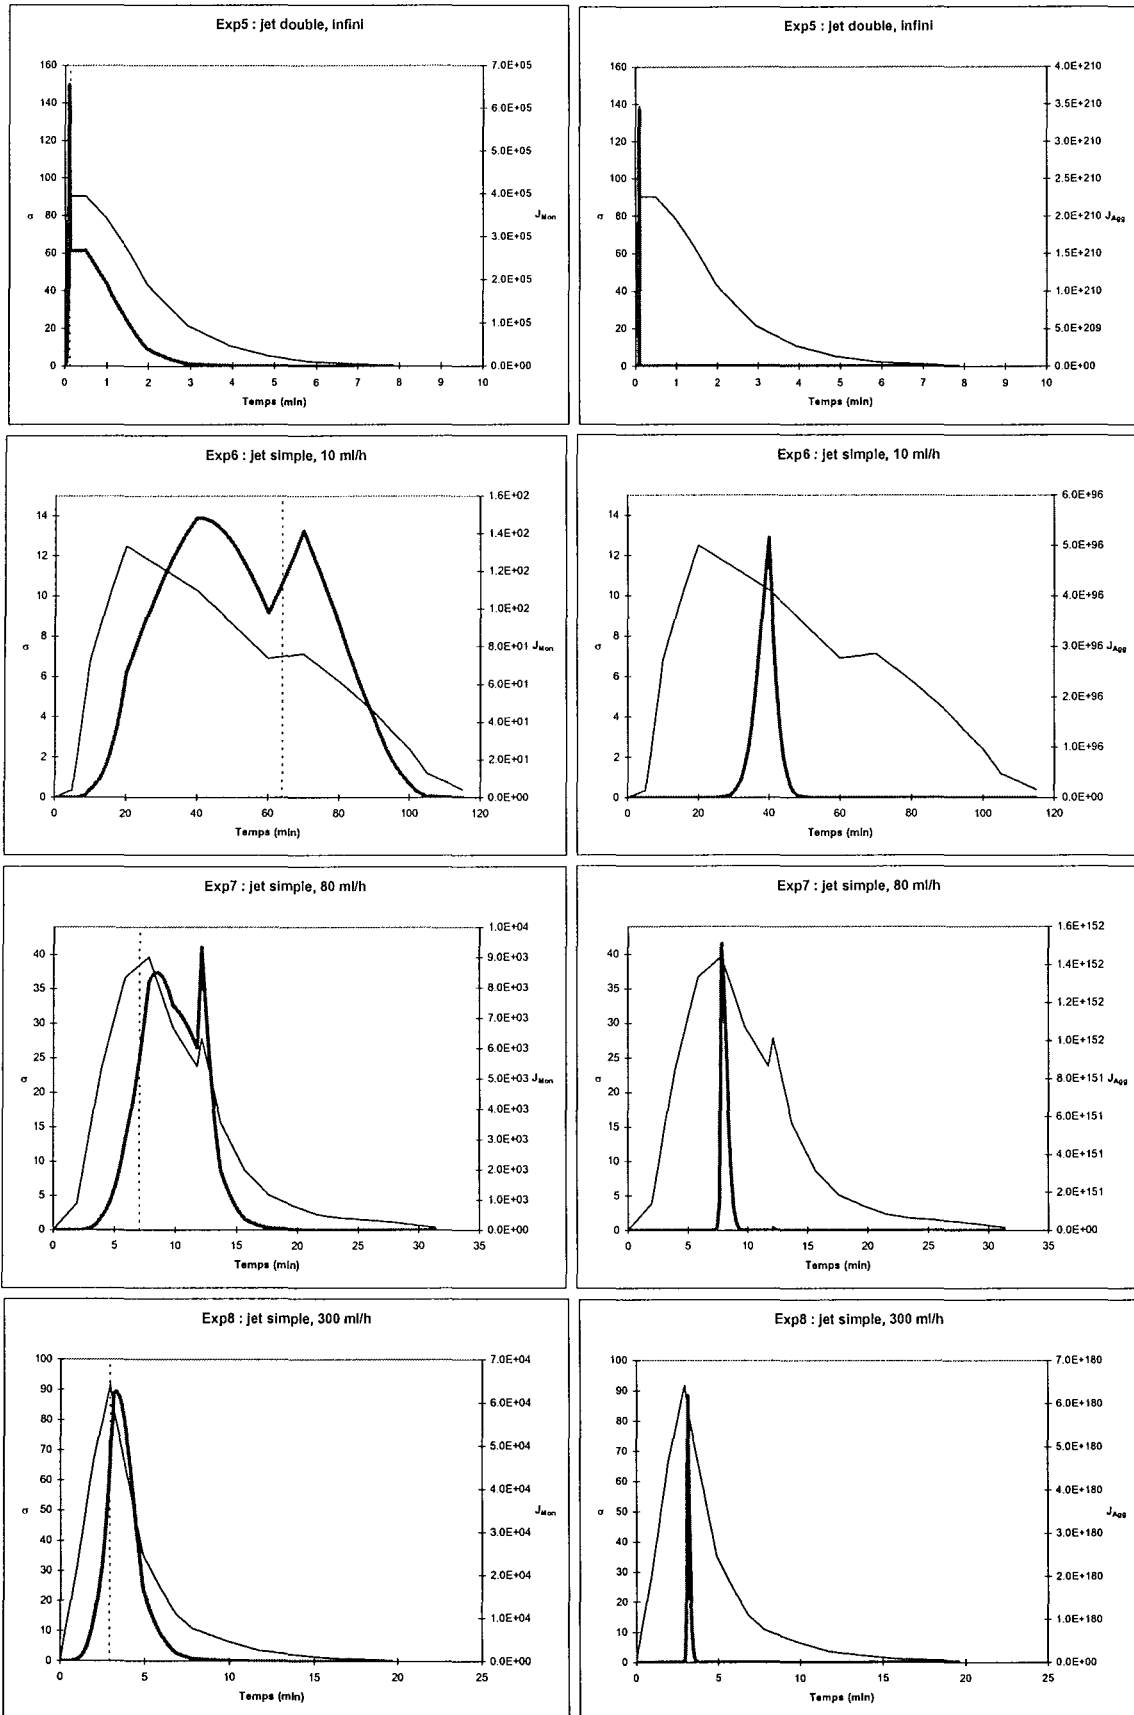 Exp5 : jet double, infini
160
140
120
100
80
60
40
20
0
σ
7.0E+05
6.0E+05
5.0E+05
4.0E+05
3.0E+05
2.0E+05
1.0E+05
0.0E+00
J Mon
0 1 2 3 4 5 6 7 8 9 10
Temps (min)
Exp5 : jet double, infini
160
140
120
100
80
60
40
20
0
σ
4.0E+210
3.5E+210
3.0E+210
2.5E+210
2.0E+210
1.5E+210
1.0E+210
5.0E+209
0.0E+00
J Agg
0 1 2 3 4 5 6 7 8 9 10
Temps (min)
Exp6 : jet simple, 10 ml/h
14
12
10
8
6
4
2
0
σ
1.6E+02
1.4E+02
1.2E+02
1.0E+02
8.0E+01
6.0E+01
4.0E+01
2.0E+01
0.0E+00
J Mon
0 20 40 60 80 100 120
Temps (min)
Exp6 : jet simple, 10 ml/h
14
12
10
8
6
4
2
0
σ
6.0E+96
5.0E+96
4.0E+96
3.0E+96
2.0E+96
1.0E+96
0.0E+00
J Agg
0 20 40 60 80 100 120
Temps (min)
Exp7 : jet simple, 80 ml/h
40
35
30
25
20
15
10
5
0
σ
1.0E+04
9.0E+03
8.0E+03
7.0E+03
6.0E+03
5.0E+03
4.0E+03
3.0E+03
2.0E+03
1.0E+03
0.0E+00
J Mon
0 5 10 15 20 25 30 35
Temps (min)
Exp7 : jet simple, 80 ml/h
40
35
30
25
20
15
10
5
0
σ
1.6E+152
1.4E+152
1.2E+152
1.0E+152
8.0E+151
6.0E+151
4.0E+151
2.0E+151
0.0E+00
J Agg
0 5 10 15 20 25 30 35
Temps (min)
Exp8 : jet simple, 300 ml/h
100
90
80
70
60
50
40
30
20
10
0
σ
7.0E+04
6.0E+04
5.0E+04
4.0E+04
3.0E+04
2.0E+04
1.0E+04
0.0E+00
J Mon
0 5 10 15 20 25
Temps (min)
Exp8 : jet simple, 300 ml/h
100
90
80
70
60
50
40
30
20
10
0
σ
7.0E+180
6.0E+180
5.0E+180
4.0E+180
3.0E+180
2.0E+180
1.0E+180
0.0E+00
J Agg
0 5 10 15 20 25
Temps (min)